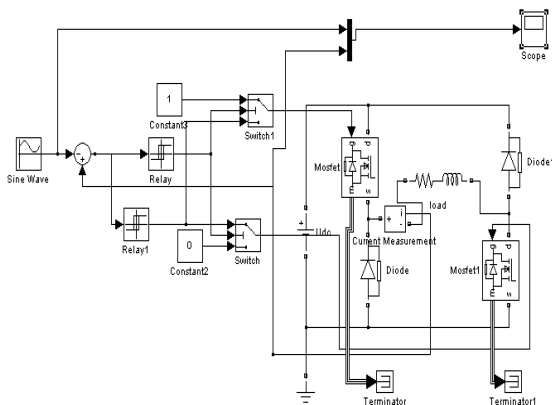 Scope
1
Constant3
Switch1
Sine Wave
Relay
Mosfet
g
D
m
S
Diode1
load
+
i
-
Current Measurement
Relay1
0
Constant2
Switch
+
Udc
Diode
Mosfet1
g
D
m
S
Terminator
Terminator1